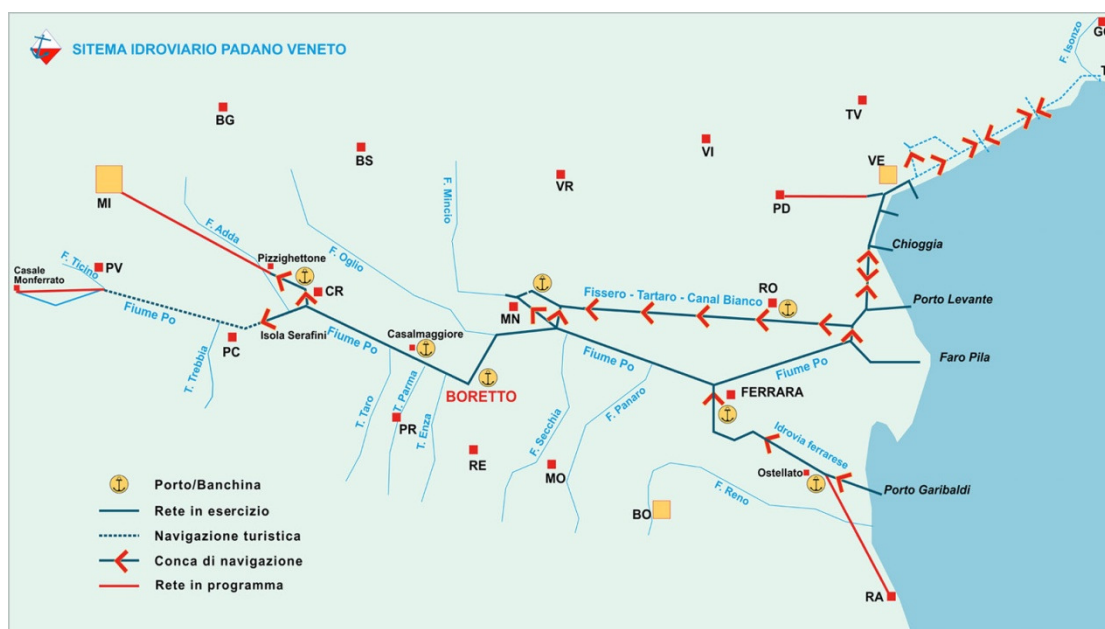 SITEMA IDROVIARIO PADANO VENETO
GO
F. Isonzo
T
BG
TV
BS
VI
VE
VR
MI
PD
F. Mincio
F. Adda
Chioggia
F. Oglio
Pizzighettone
PV
F. Ticino
Casale
Monferrato
CR
Fissero - Tartaro - Canal Bianco
RO
Porto Levante
MN
Fiume Po
Isola Serafini
Casalmaggiore
Fiume Po
PC
Fiume Po
Fiume Po
Faro Pila
T. Trebbia
BORETTO
FERRARA
T. Taro
T. Parma
T. Enza
F. Secchia
F. Panaro
PR
Idrovia ferrarese
RE
MO
Ostellato
F. Reno
Porto Garibaldi
BO
RA
Porto/Banchina
Rete in esercizio
Navigazione turistica
Conca di navigazione
Rete in programma